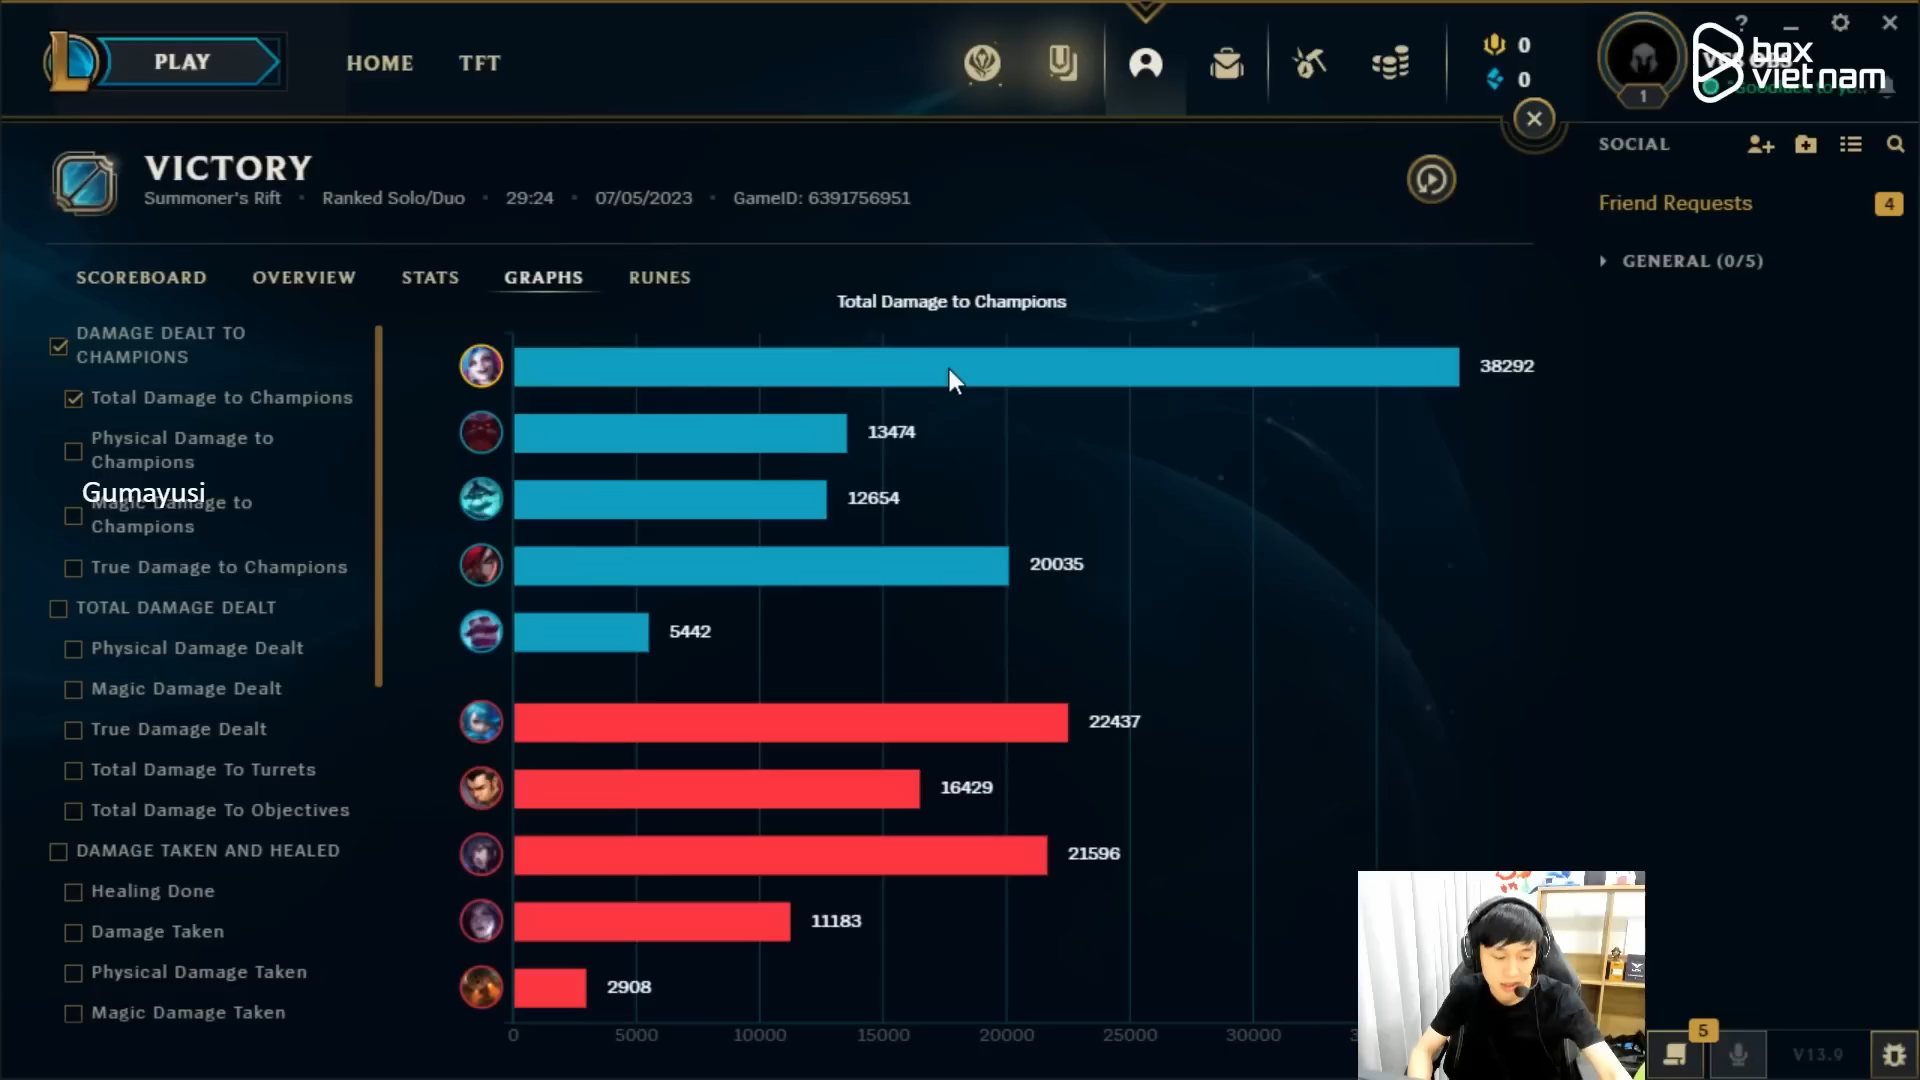 PLAY
HOME
TFT
0
0
1
?
box
việt nam
VICTORY
Summoner's Rift • Ranked Solo/Duo • 29:24 • 07/05/2023 • GameID: 6391756951
SOCIAL
Friend Requests
4
GENERAL (0/5)
SCOREBOARD
OVERVIEW
STATS
GRAPHS
RUNES
Total Damage to Champions
DAMAGE DEALT TO
CHAMPIONS
Total Damage to Champions
Physical Damage to
Champions
Gumayusi
Magic Damage to
Champions
True Damage to Champions
TOTAL DAMAGE DEALT
Physical Damage Dealt
Magic Damage Dealt
True Damage Dealt
Total Damage To Turrets
Total Damage To Objectives
DAMAGE TAKEN AND HEALED
Healing Done
Damage Taken
Physical Damage Taken
Magic Damage Taken
38292
13474
12654
20035
5442
22437
16429
21596
11183
2908
0
5000
10000
15000
20000
25000
30000
5
V13.9